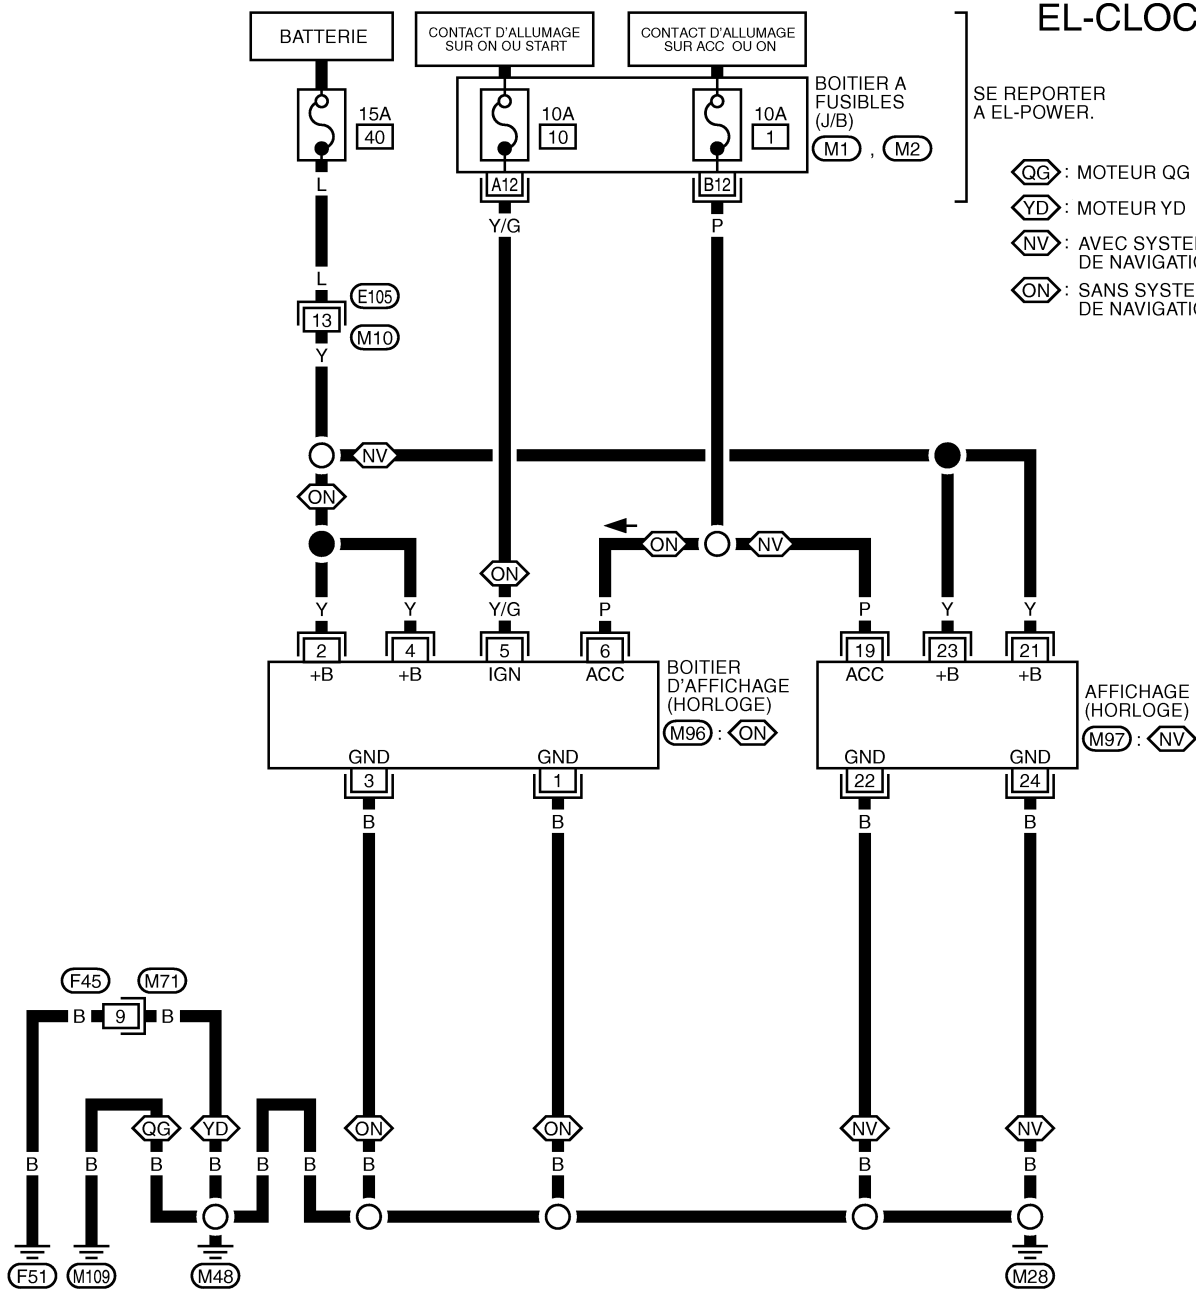 EL-CLOC
BATTERIE
CONTACT D'ALLUMAGE
SUR ON OU START
CONTACT D'ALLUMAGE
SUR ACC OU ON
15A
40
10A
10
10A
1
BOITIER A
FUSIBLES
(J/B)
M1 , M2
SE REPORTER
A EL-POWER.
QG : MOTEUR QG
YD : MOTEUR YD
NV : AVEC SYSTE
DE NAVIGATI
ON : SANS SYSTE
DE NAVIGATI
A12
B12
L
Y/G
P
L
E105
13
M10
Y
NV
ON
ON
NV
ON
Y
Y
Y/G
P
P
Y
Y
2
4
5
6
19
23
21
+B
+B
IGN
ACC
ACC
+B
+B
BOITIER
D'AFFICHAGE
(HORLOGE)
M96 : ON
AFFICHAGE
(HORLOGE)
M97 : NV
GND
GND
GND
GND
3
1
22
24
B
B
B
B
F45
M71
B
9
B
QG
YD
ON
ON
NV
NV
B
B
B
B
B
B
B
B
B
B
F51
M109
M48
M28